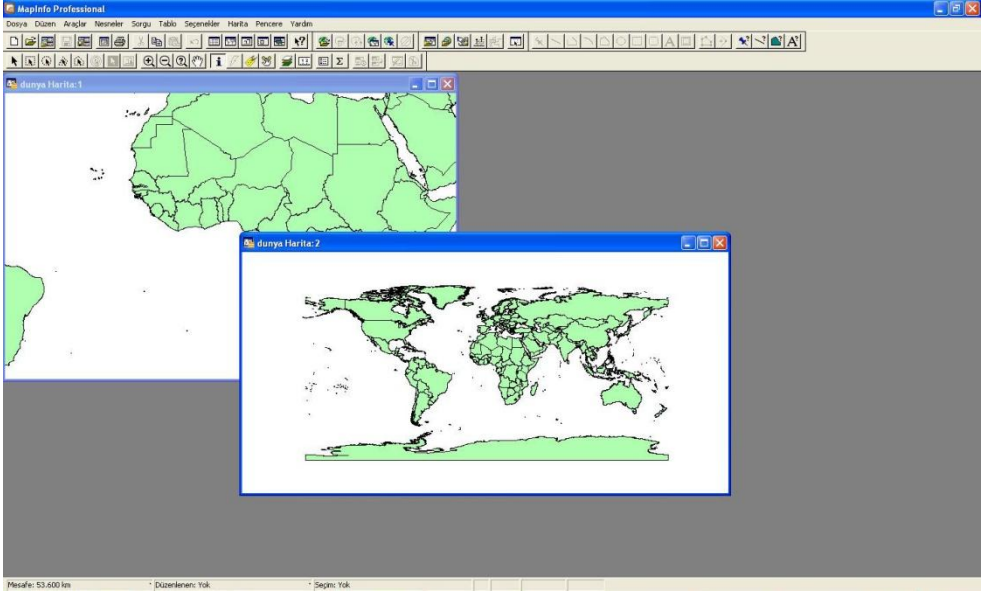 MapInfo Professional
Dosya Düzen Araçlar Nesneler Sorgu Tablo Seçenekler Harita Pencere Yardım
dunya Harita:1
dunya Harita:2
Mesafe: 53.600 km Düzenlenen: Yok Seçim: Yok